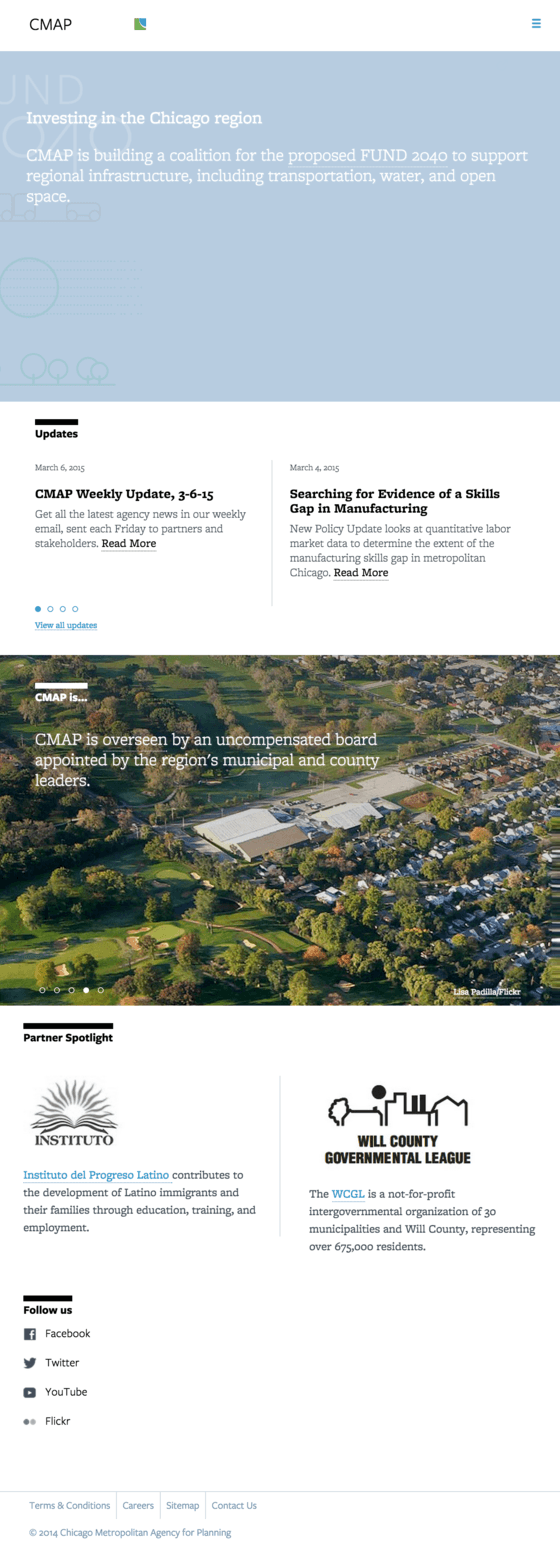 CMAP
UND
2040
Investing in the Chicago region
CMAP is building a coalition for the proposed FUND 2040 to support
regional infrastructure, including transportation, water, and open
space.
Updates
March 6, 2015
CMAP Weekly Update, 3-6-15
Get all the latest agency news in our weekly
email, sent each Friday to partners and
stakeholders. Read More
March 4, 2015
Searching for Evidence of a Skills
Gap in Manufacturing
New Policy Update looks at quantitative labor
market data to determine the extent of the
manufacturing skills gap in metropolitan
Chicago. Read More
View all updates
CMAP is...
CMAP is overseen by an uncompensated board
appointed by the region's municipal and county
leaders.
Lisa Padilla/Flickr
Partner Spotlight
INSTITUTO
Instituto del Progreso Latino contributes to
the development of Latino immigrants and
their families through education, training, and
employment.
WILL COUNTY
GOVERNMENTAL LEAGUE
The WCGL is a not-for-profit
intergovernmental organization of 30
municipalities and Will County, representing
over 675,000 residents.
Follow us
Facebook
Twitter
YouTube
Flickr
Terms & Conditions
Careers
Sitemap
Contact Us
© 2014 Chicago Metropolitan Agency for Planning